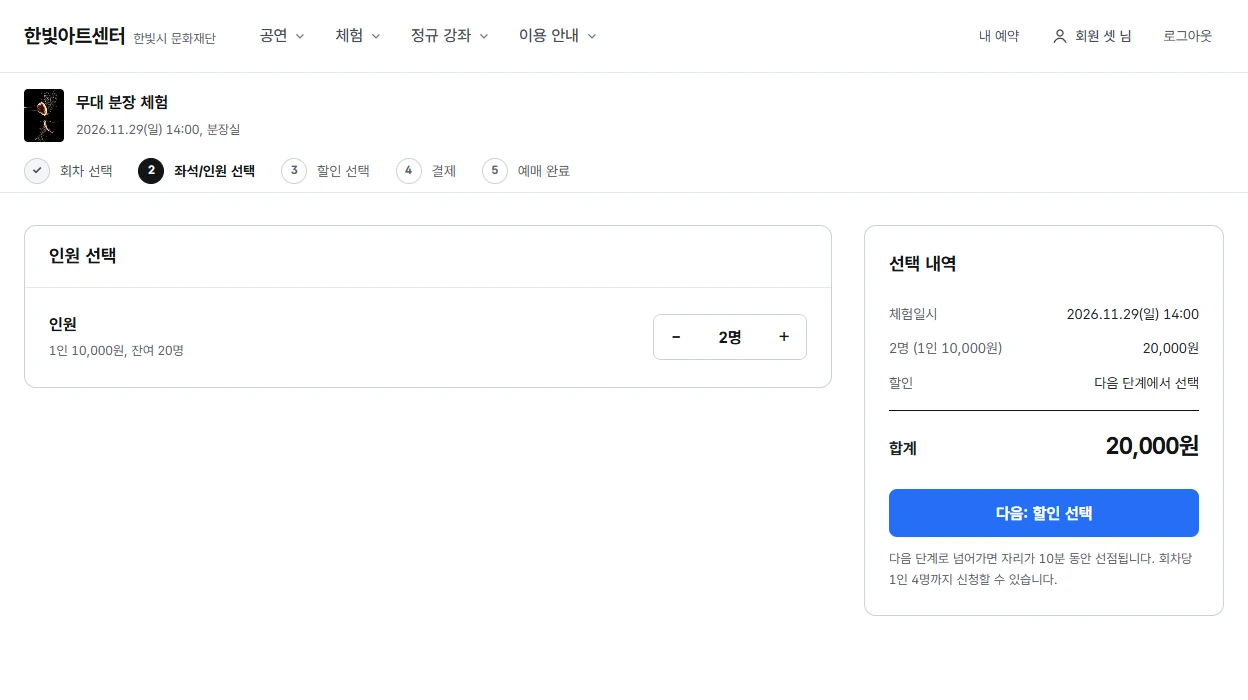 한빛아트센터 한빛시 문화재단 공연 체험 정규 강좌 이용 안내 내 예약 회원 셋 님 로그아웃
무대 분장 체험
2026.11.29(일) 14:00, 분장실
회차 선택 2 좌석/인원 선택 3 할인 선택 4 결제 5 예매 완료
인원 선택
인원
1인 10,000원, 잔여 20명
- 2명 +
선택 내역
체험일시 2026.11.29(일) 14:00
2명 (1인 10,000원) 20,000원
할인 다음 단계에서 선택
합계 20,000원
다음: 할인 선택
다음 단계로 넘어가면 자리가 10분 동안 선점됩니다. 회차당
1인 4명까지 신청할 수 있습니다.